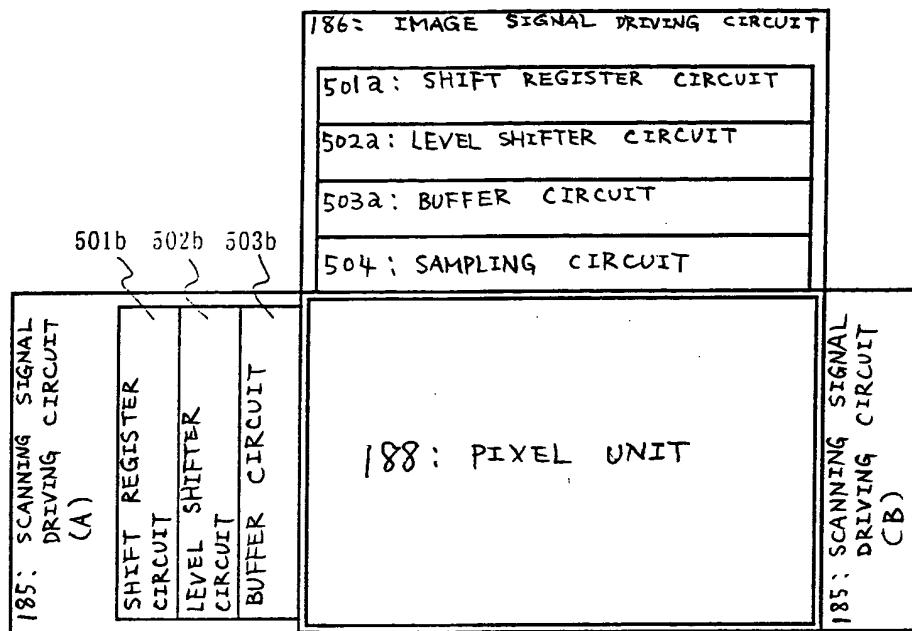 186: IMAGE SIGNAL DRIVING CIRCUIT
501a: SHIFT REGISTER CIRCUIT
502a: LEVEL SHIFTER CIRCUIT
503a: BUFFER CIRCUIT
504: SAMPLING CIRCUIT
501b 502b 503b
185: SCANNING SIGNAL
DRIVING CIRCUIT
(A)
SHIFT REGISTER
CIRCUIT
LEVEL SHIFTER
CIRCUIT
BUFFER CIRCUIT
188: PIXEL UNIT
185: SCANNING SIGNAL
DRIVING CIRCUIT
(B)